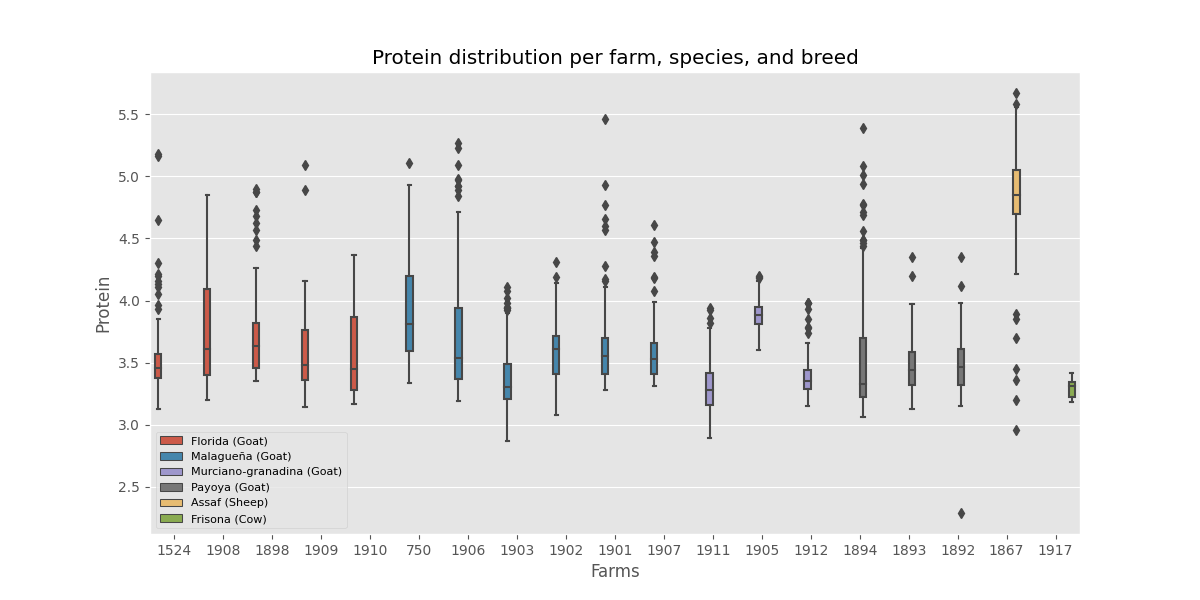 Protein distribution per farm, species, and breed
Protein
5.5
5.0
4.5
4.0
3.5
3.0
2.5
Florida (Goat)
Malagueña (Goat)
Murciano-granadina (Goat)
Payoya (Goat)
Assaf (Sheep)
Frisona (Cow)
1524 1908 1898 1909 1910 750 1906 1903 1902 1901 1907 1911 1905 1912 1894 1893 1892 1867 1917
Farms